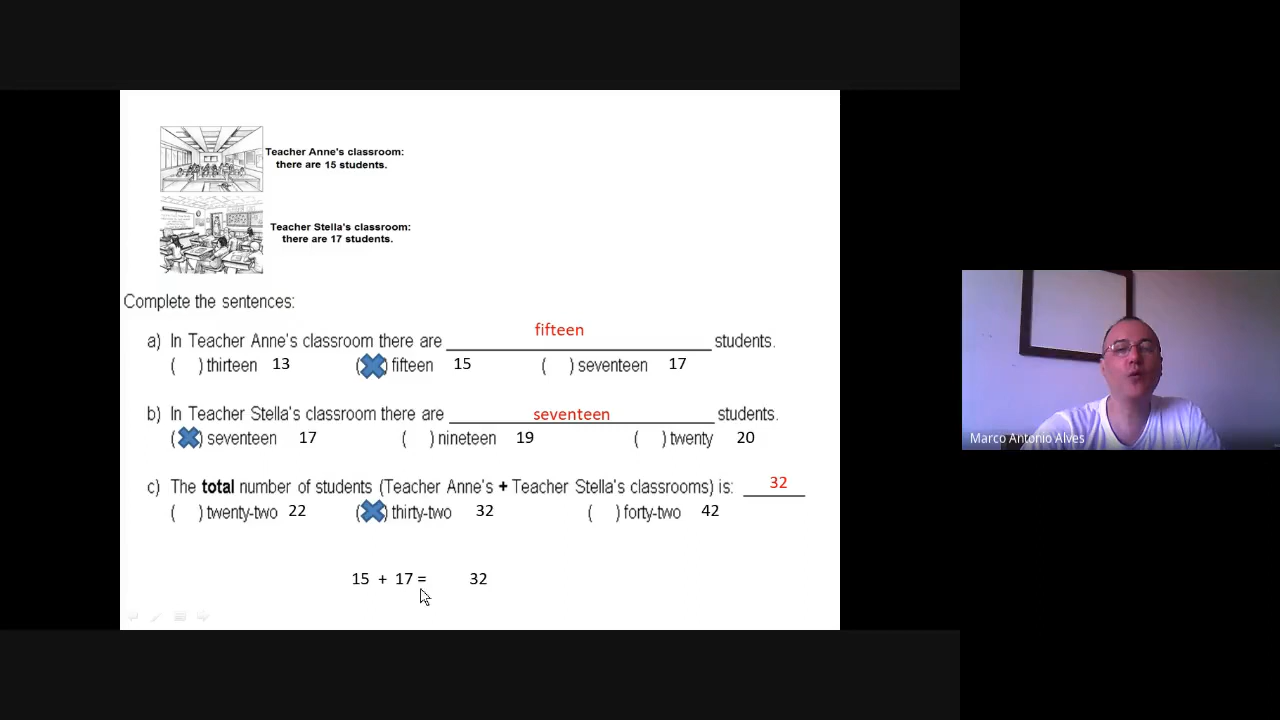 Teacher Anne's classroom:
there are 15 students.
Teacher Stella's classroom:
there are 17 students.
Complete the sentences:
a) In Teacher Anne's classroom there are fifteen students.
( ) thirteen 13 ( ) fifteen 15 ( ) seventeen 17
b) In Teacher Stella's classroom there are seventeen students.
( ) seventeen 17 ( ) nineteen 19 ( ) twenty 20
c) The total number of students (Teacher Anne's + Teacher Stella's classrooms) is: 32
( ) twenty-two 22 ( ) thirty-two 32 ( ) forty-two 42
15 + 17 = 32
Marco Antonio Alves